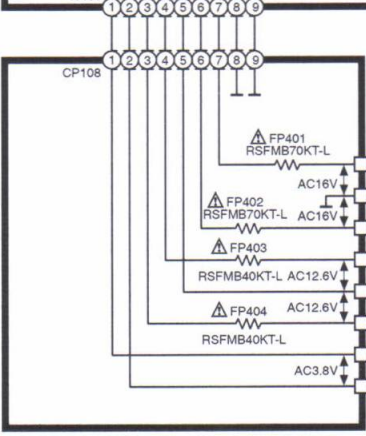 1 2 3 4 5 6 7 8 9
1 2 3 4 5 6 7 8 9
CP108
FP401
RSFMB70KT-L
AC16V
FP402
RSFMB70KT-L AC16V
FP403
RSFMB40KT-L AC12.6V
FP404 AC12.6V
RSFMB40KT-L
AC3.8V